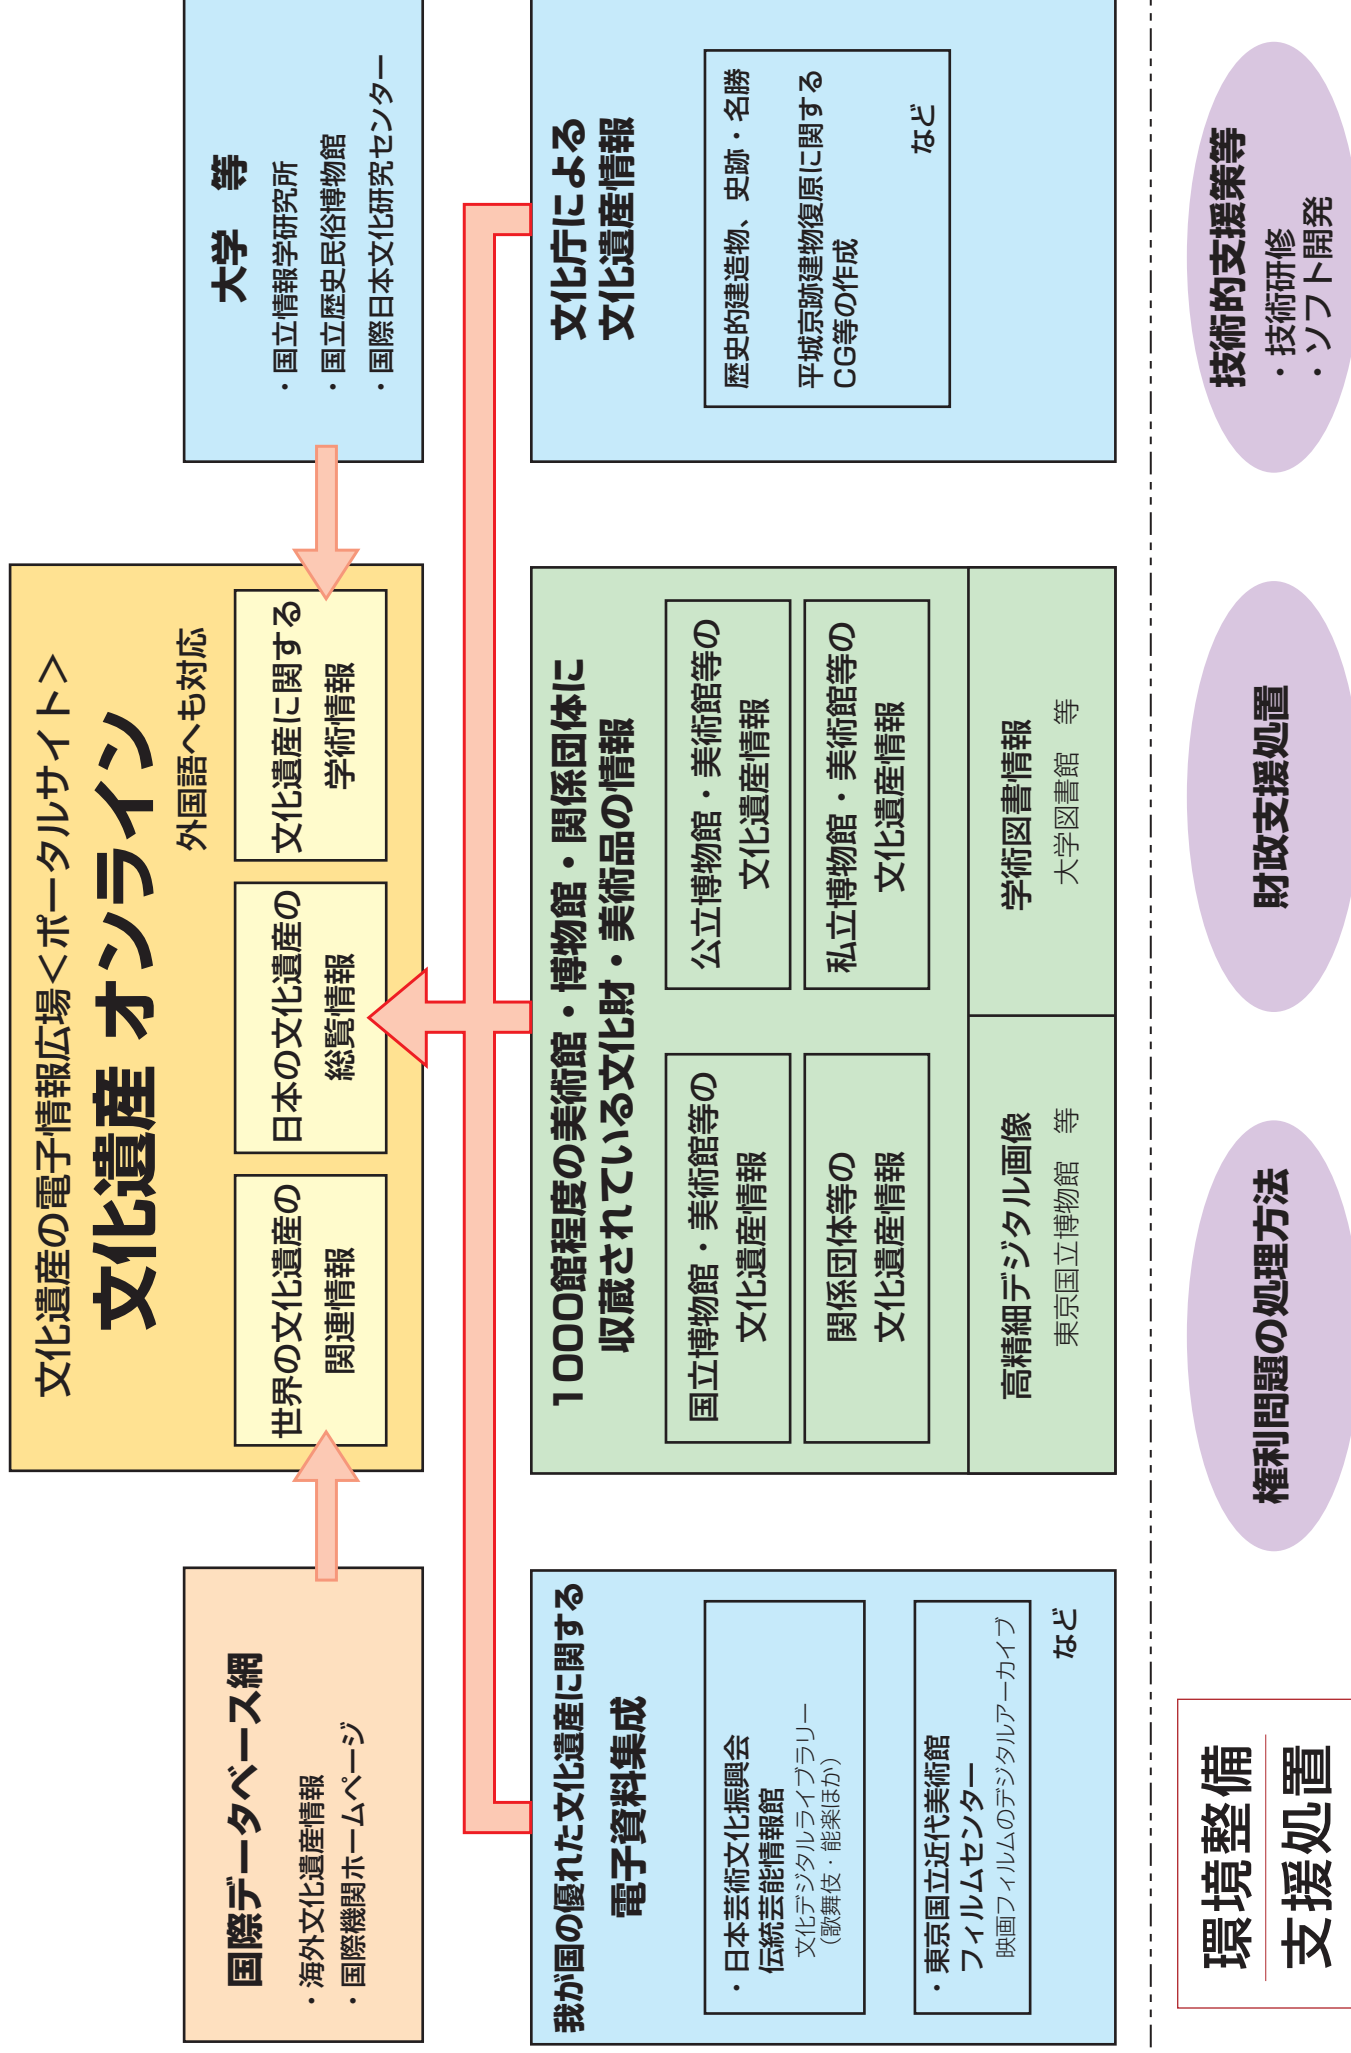 文化遺産の電子情報広場＜ポータルサイト＞
文化遺産 オンライン
外国語へも対応
世界の文化遺産の
関連情報
日本の文化遺産の
総覧情報
文化遺産に関する
学術情報
国際データベース網
・海外文化遺産情報
・国際機関ホームページ
大学　等
・国立情報学研究所
・国立歴史民俗博物館
・国際日本文化研究センター
我が国の優れた文化遺産に関する
電子資料集成
・日本芸術文化振興会
伝統芸能情報館
文化デジタルライブラリー
（歌舞伎・能楽ほか）
・東京国立近代美術館
フィルムセンター
映画フィルムのデジタルアーカイブ
など
1000館程度の美術館・博物館・関係団体に
収蔵されている文化財・美術品の情報
国立博物館・美術館等の
文化遺産情報
公立博物館・美術館等の
文化遺産情報
関係団体等の
文化遺産情報
私立博物館・美術館等の
文化遺産情報
高精細デジタル画像
東京国立博物館　等
学術図書情報
大学図書館　等
文化庁による
文化遺産情報
歴史的建造物、史跡・名勝
平城京跡建物復原に関する
CG等の作成
など
環境整備
支援処置
権利問題の処理方法
財政支援処置
技術的支援策等
・技術研修
・ソフト開発